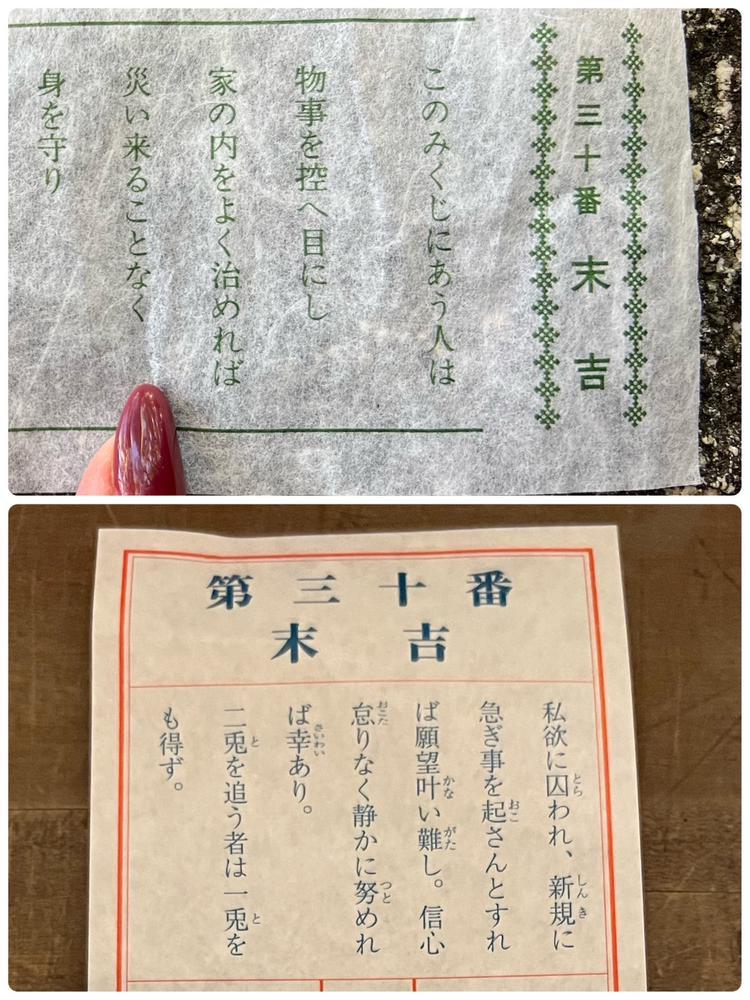 第三十番 末吉
このみくじにあう人は
物事を控へ目にし
家の内をよく治めれば
災い来ることなく
身を守り
第三十番
末吉
私欲に囚われ、新規に
急ぎ事を起さんとすれ
ば願望叶い難し。信心
怠りなく静かに努めれ
ば幸あり。
二兎を追う者は一兎を
も得ず。